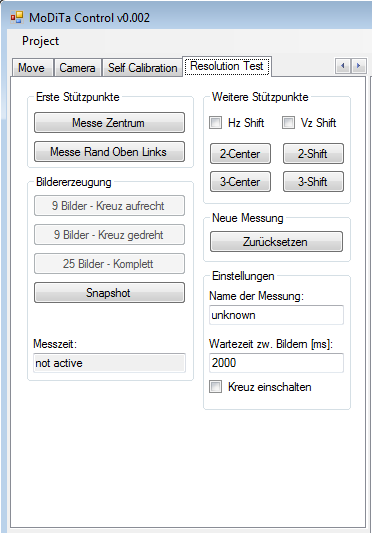 MoDiTa Control v0.002
Project
Move Camera Self Calibration Resolution Test
Erste Stützpunkte
Messe Zentrum
Messe Rand Oben Links
Bildererzeugung
9 Bilder - Kreuz aufrecht
9 Bilder - Kreuz gedreht
25 Bilder - Komplett
Snapshot
Messzeit:
not active
Weitere Stützpunkte
Hz Shift Vz Shift
2-Center 2-Shift
3-Center 3-Shift
Neue Messung
Zurücksetzen
Einstellungen
Name der Messung:
unknown
Wartezeit zw. Bildern [ms]:
2000
Kreuz einschalten